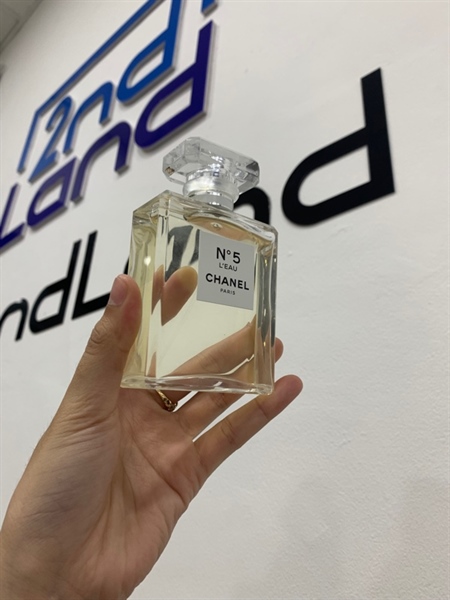 2nd
Land
ndLand
N°5
L'EAU
CHANEL
PARIS